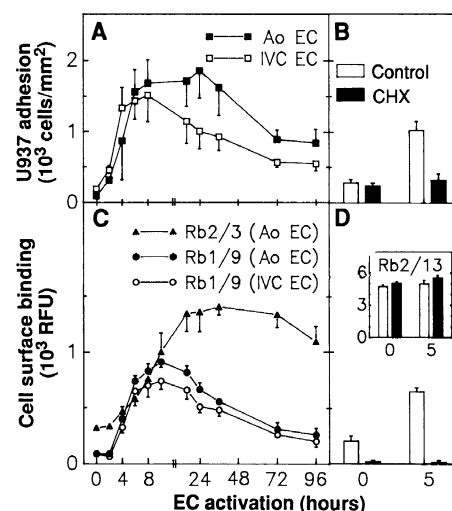 A
Ao EC
IVC EC
U937 adhesion
(10³ cells/mm²)
2
1
0
B
Control
CHX
C
Rb2/3 (Ao EC)
Rb1/9 (Ao EC)
Rb1/9 (IVC EC)
Cell surface binding
(10³ RFU)
1
0
0 4 8 24 48 72 96
EC activation (hours)
D
Rb2/13
6
3
0
0 5
0 5